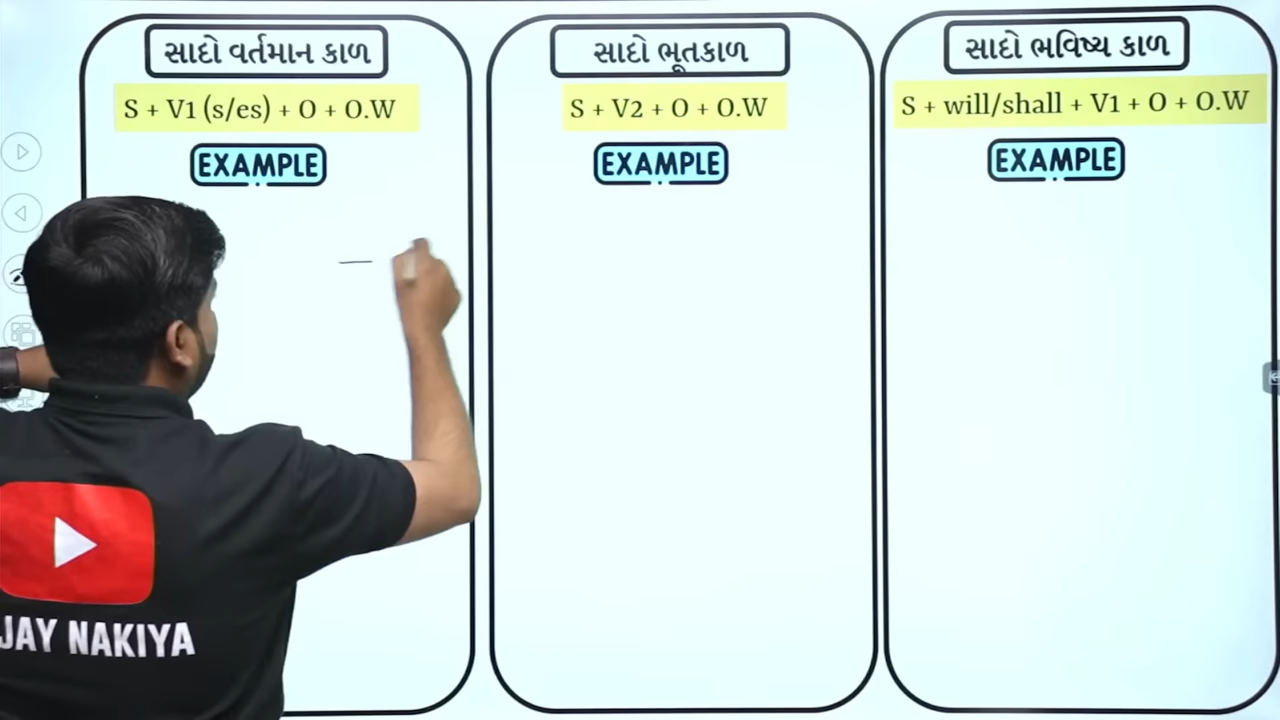 સાદો વર્તમાન કાળ
S + V1 (s/es) + O + O.W
EXAMPLE
સાદો ભૂતકાળ
S + V2 + O + O.W
EXAMPLE
સાદો ભવિષ્ય કાળ
S + will/shall + V1 + O + O.W
EXAMPLE
JAY NAKIYA